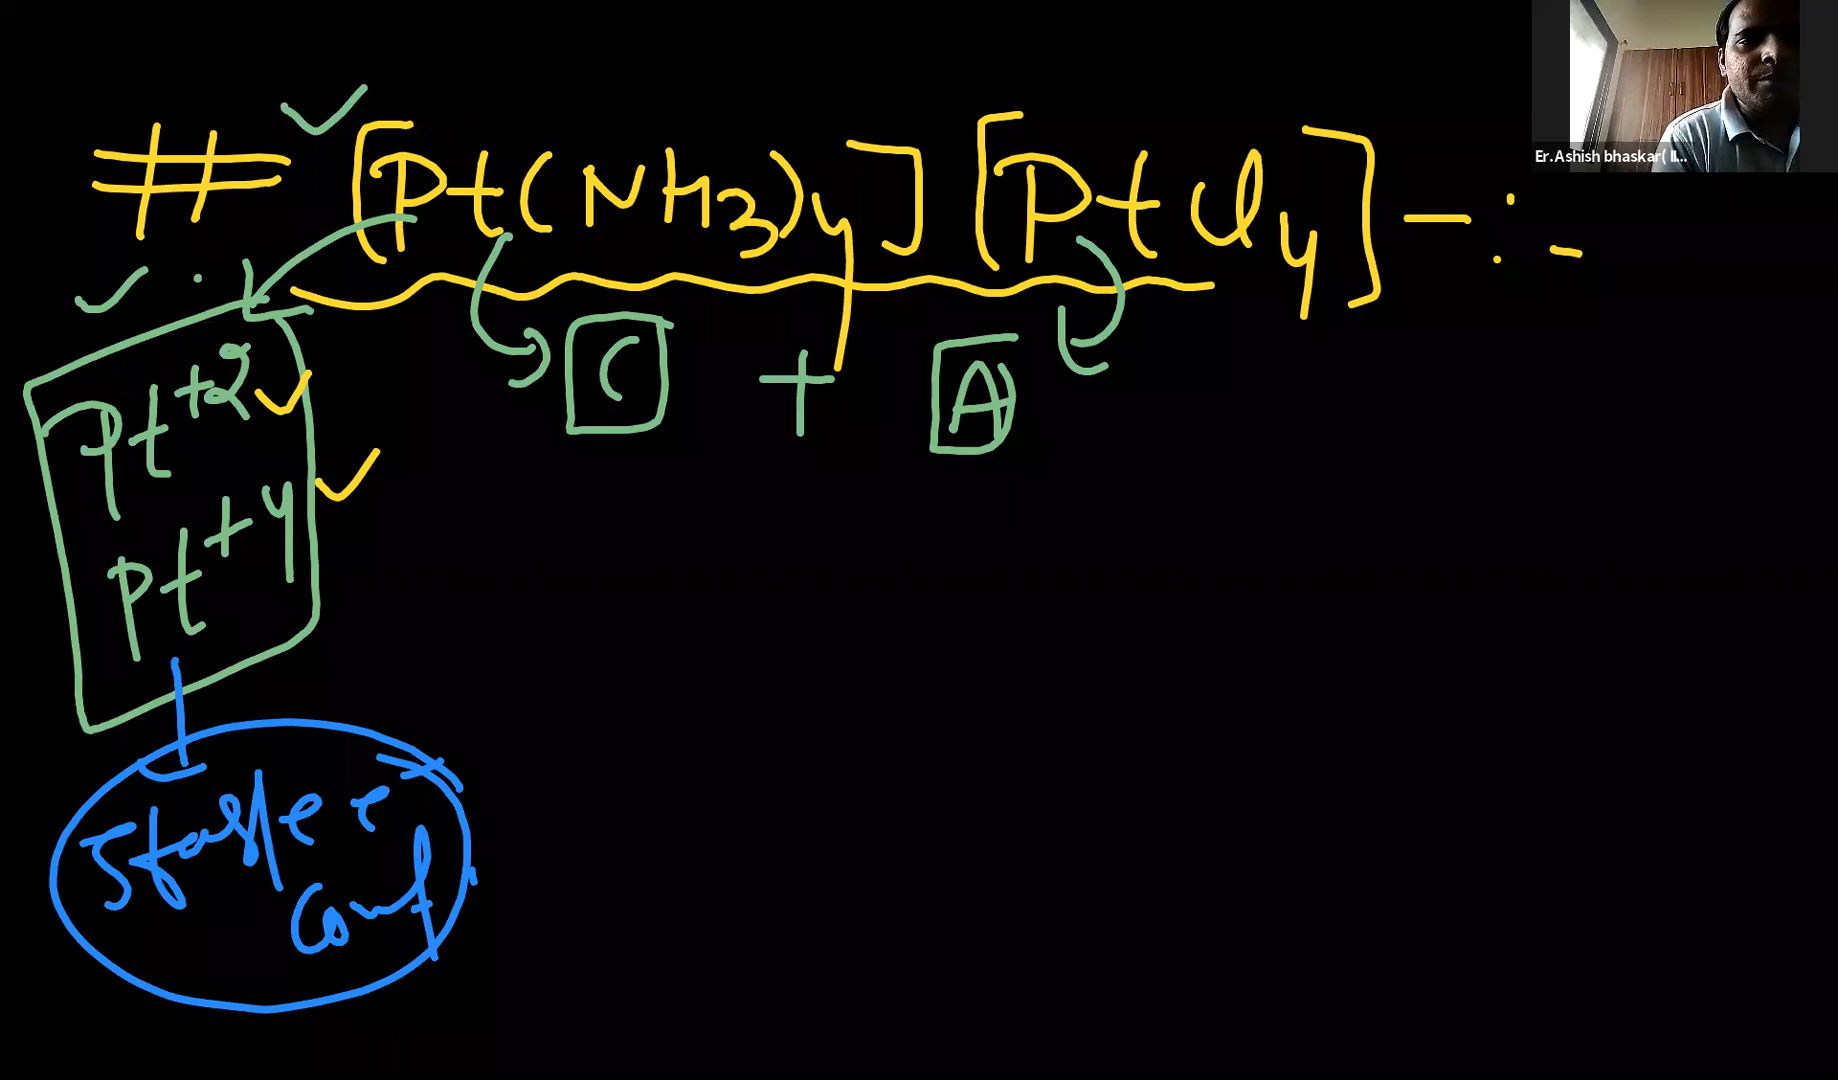 # [Pt(NH3)4] [PtCl4] - : -
C + A
Pt+2
Pt+4
Stable e
Conf
Er.Ashish bhaskar( II...